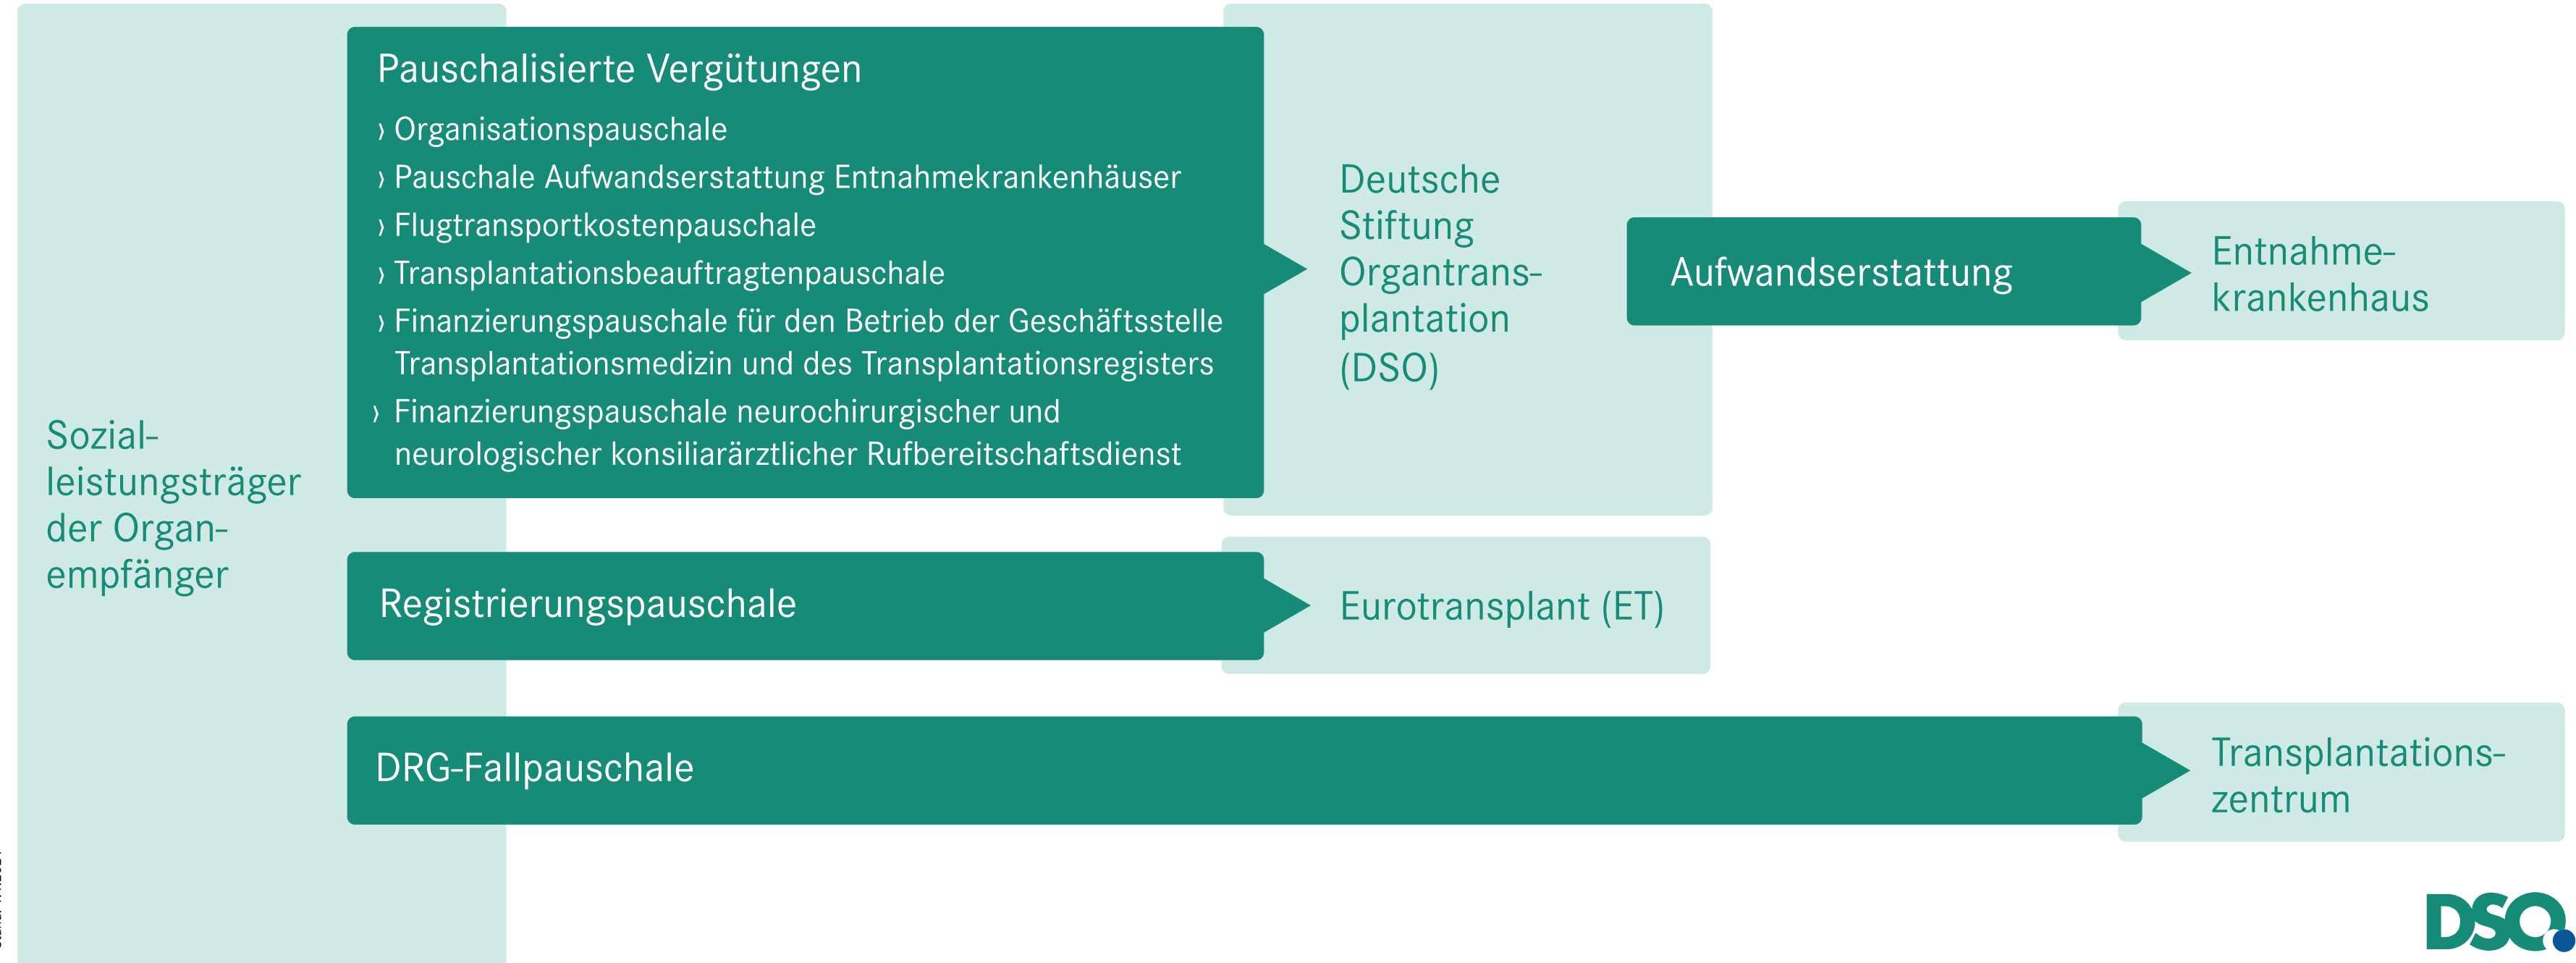 Sozial-
leistungsträger
der Organ-
empfänger
Pauschalisierte Vergütungen
› Organisationspauschale
› Pauschale Aufwandserstattung Entnahmekrankenhäuser
› Flugtransportkostenpauschale
› Transplantationsbeauftragtenpauschale
› Finanzierungspauschale für den Betrieb der Geschäftsstelle
Transplantationsmedizin und des Transplantationsregisters
› Finanzierungspauschale neurochirurgischer und
neurologischer konsiliarärztlicher Rufbereitschaftsdienst
Deutsche
Stiftung
Organtrans-
plantation
(DSO)
Aufwandserstattung
Entnahme-
krankenhaus
Registrierungspauschale
Eurotransplant (ET)
DRG-Fallpauschale
Transplantations-
zentrum
DSO